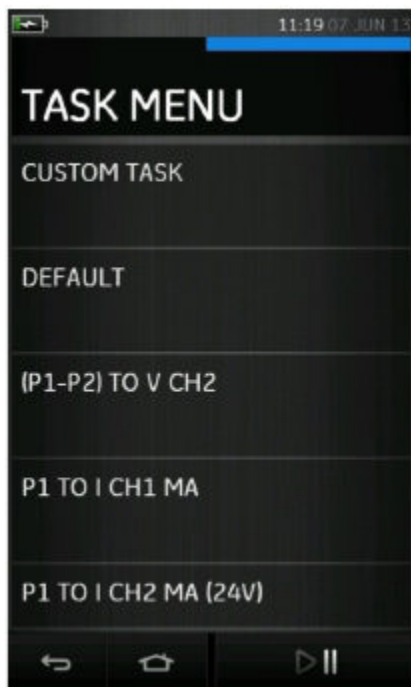 11:19 07 JUN 13
TASK MENU
CUSTOM TASK
DEFAULT
(P1-P2) TO V CH2
P1 TO I CH1 MA
P1 TO I CH2 MA (24V)